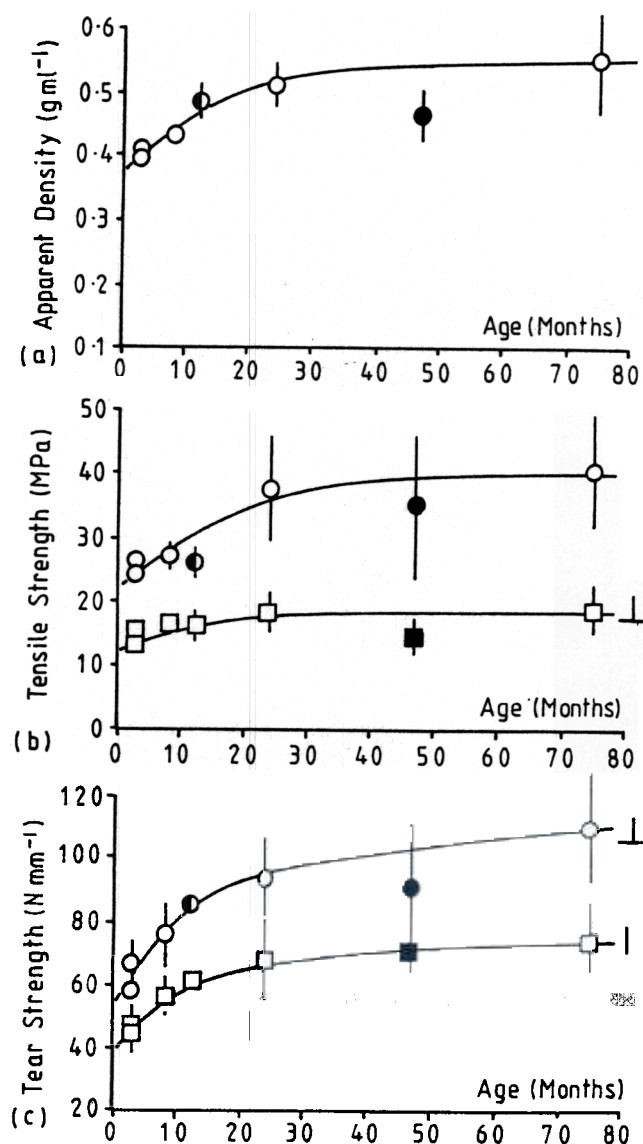 0·6
0·5
0·4
0·3
0·2
0·1
Apparent Density (g ml⁻¹)
Age (Months)
(a)
0 10 20 30 40 50 60 70 80
50
40
30
20
10
0
Tensile Strength (MPa)
⊥
Age (Months)
(b)
0 10 20 30 40 50 60 70 80
120
100
80
60
40
20
Tear Strength (N mm⁻¹)
⊥
|
Age (Months)
(c)
0 10 20 30 40 50 60 70 80